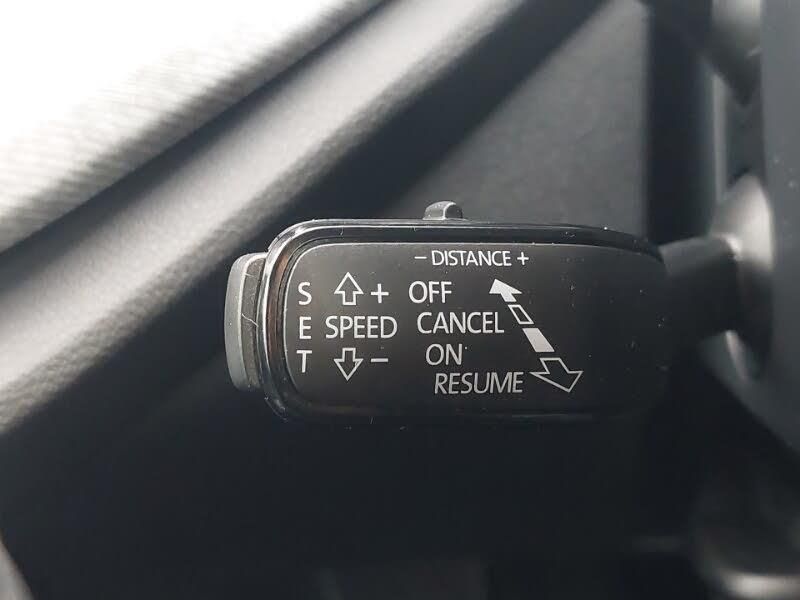 − DISTANCE +
S + OFF
E SPEED CANCEL
T − ON
RESUME